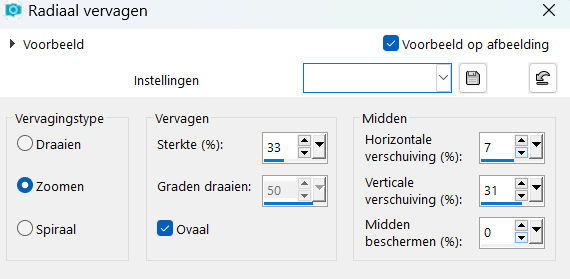 Radiaal vervagen
Voorbeeld
Voorbeeld op afbeelding
Instellingen
Vervagingstype
Draaien
Zoomen
Spiraal
Vervagen
Sterkte (%): 33
Graden draaien: 50
Ovaal
Midden
Horizontale
verschuiving (%): 7
Verticale
verschuiving (%): 31
Midden
beschermen (%): 0